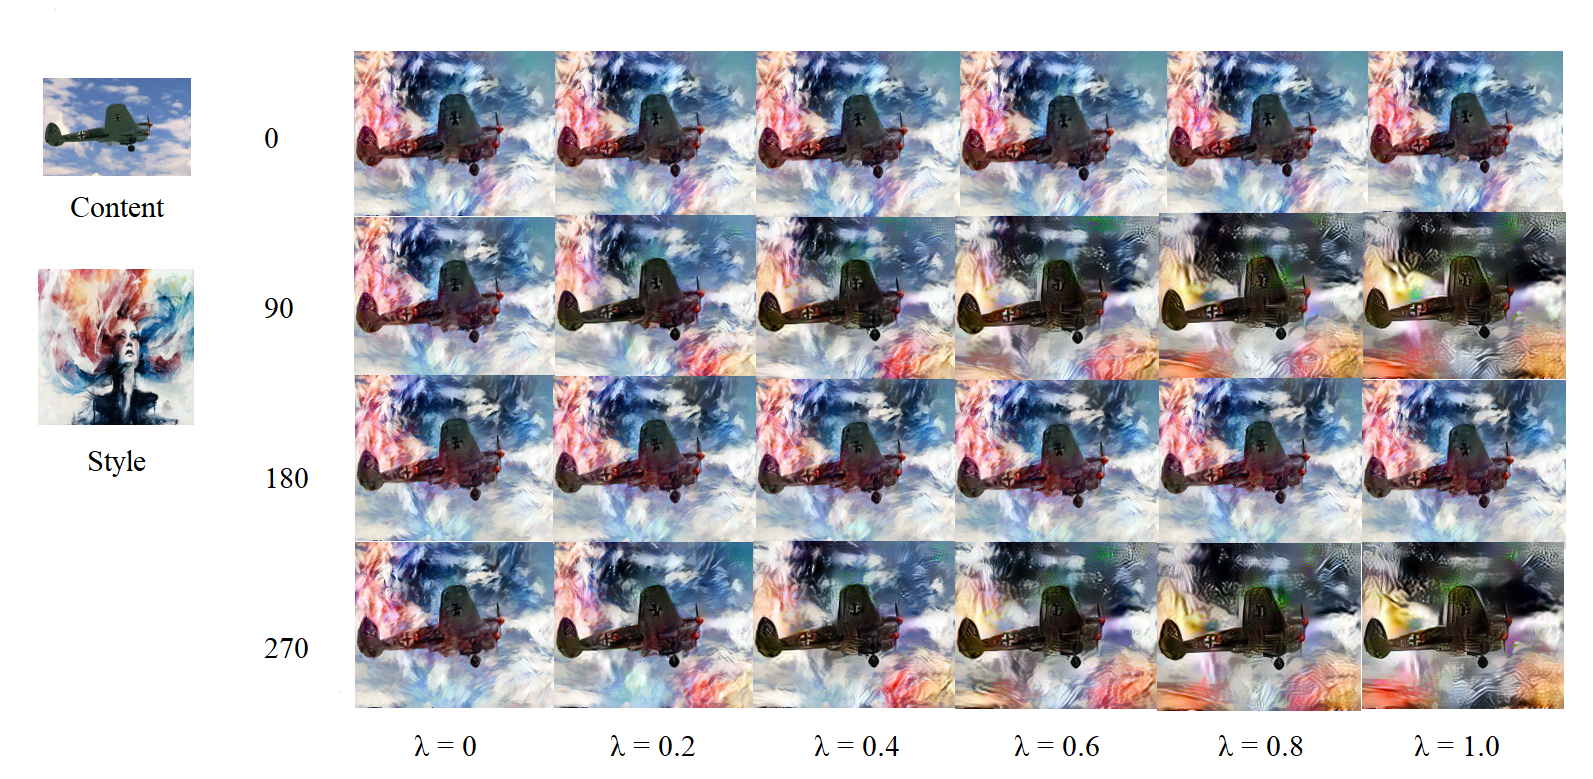 Content
Style
0
90
180
270
λ = 0
λ = 0.2
λ = 0.4
λ = 0.6
λ = 0.8
λ = 1.0